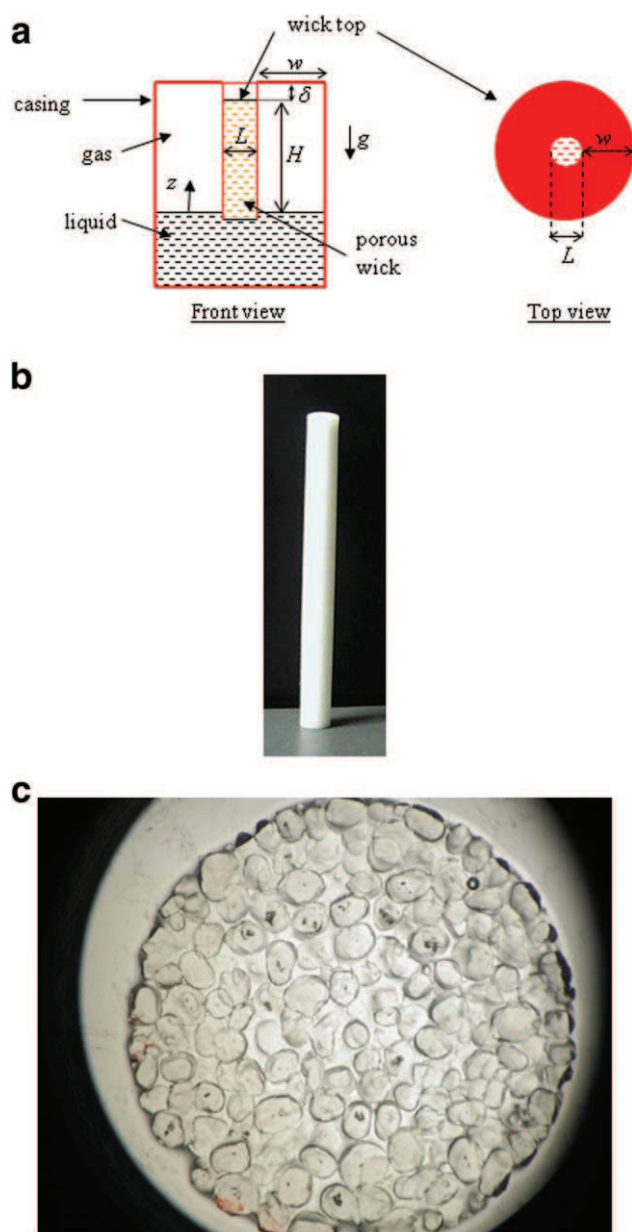 a
wick top
w
casing
δ
gas
L
H
g
z
liquid
porous
wick
Front view
w
L
Top view
b
c